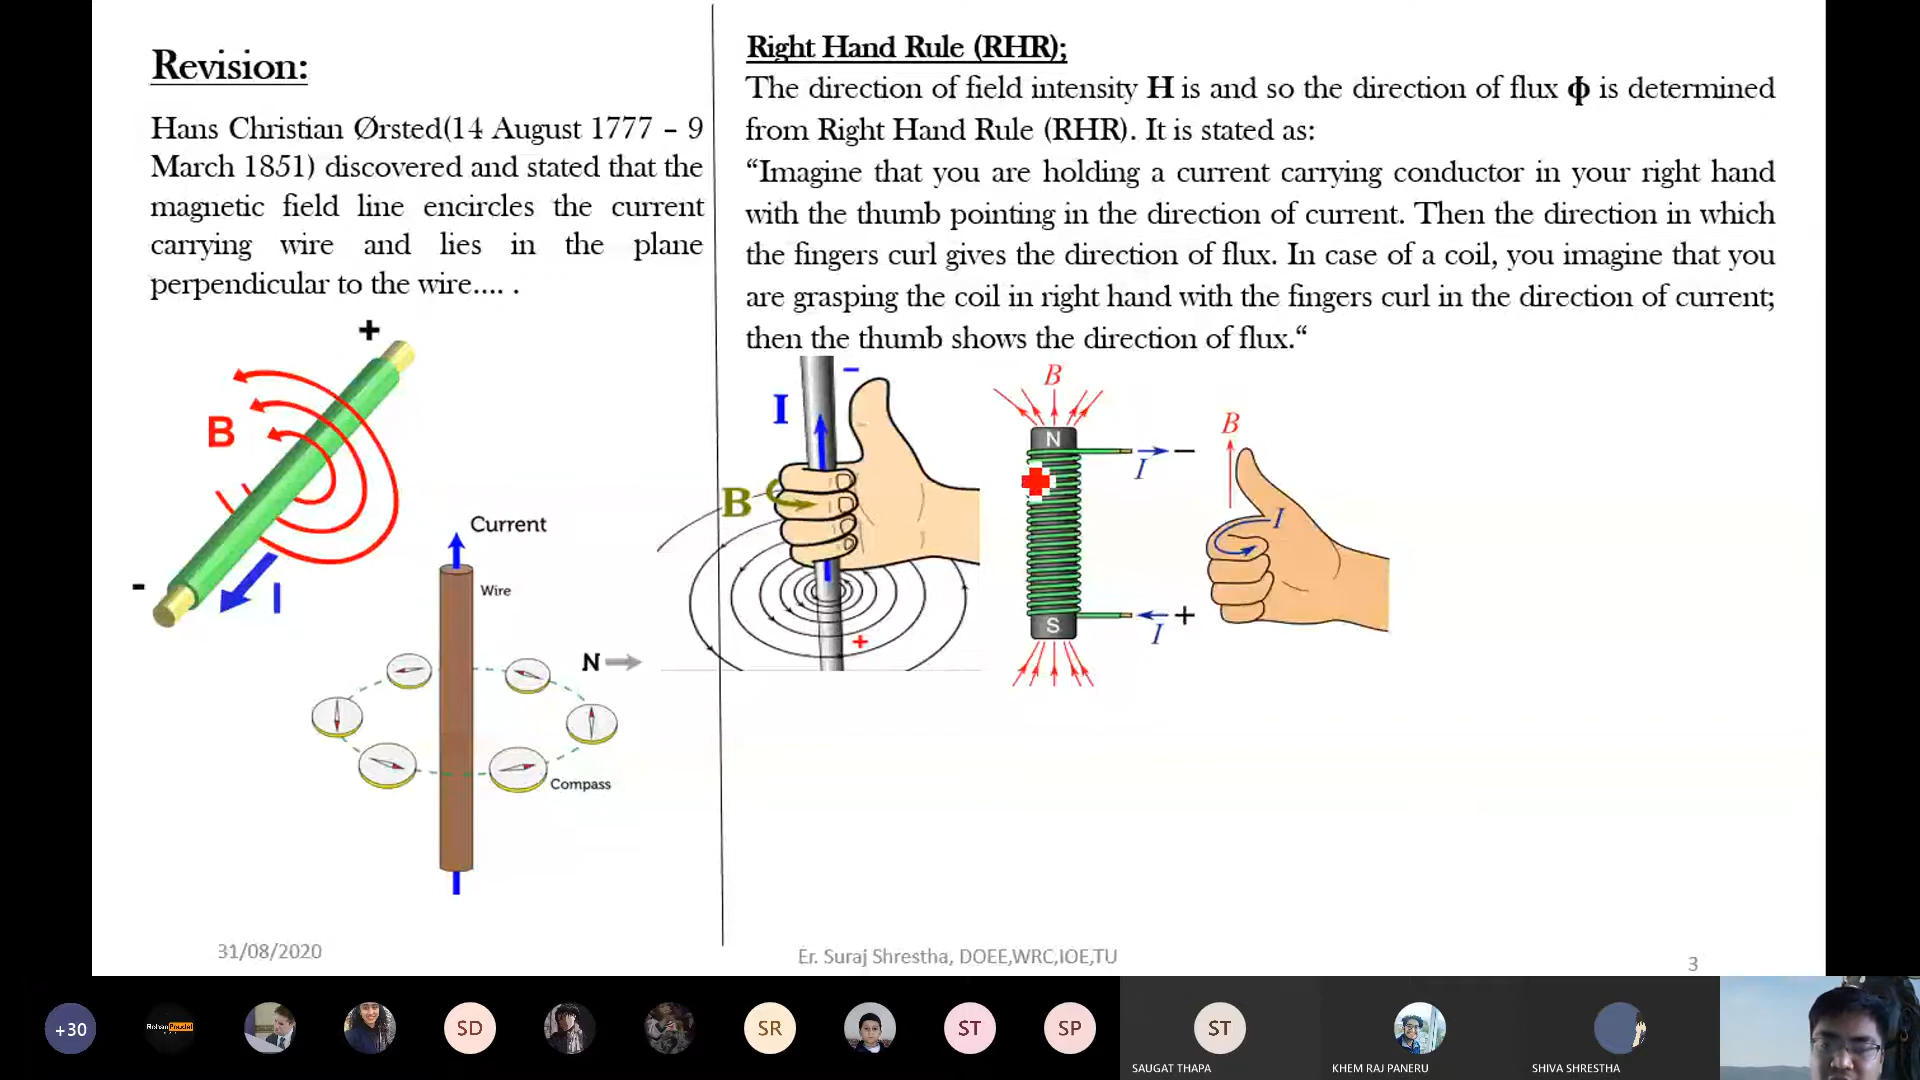 Revision:
Hans Christian Ørsted(14 August 1777 – 9
March 1851) discovered and stated that the
magnetic field line encircles the current
carrying wire and lies in the plane
perpendicular to the wire.... .
+
B
-
I
Current
Wire
N
Compass
Right Hand Rule (RHR);
The direction of field intensity H is and so the direction of flux ϕ is determined
from Right Hand Rule (RHR). It is stated as:
“Imagine that you are holding a current carrying conductor in your right hand
with the thumb pointing in the direction of current. Then the direction in which
the fingers curl gives the direction of flux. In case of a coil, you imagine that you
are grasping the coil in right hand with the fingers curl in the direction of current;
then the thumb shows the direction of flux.“
–
I
B
+
B
N
I –
S
I +
B
I
31/08/2020
Er. Suraj Shrestha, DOEE,WRC,IOE,TU
3
+30
Rohan Poudel
SD
SR
ST
SP
ST
SAUGAT THAPA
KHEM RAJ PANERU
SHIVA SHRESTHA